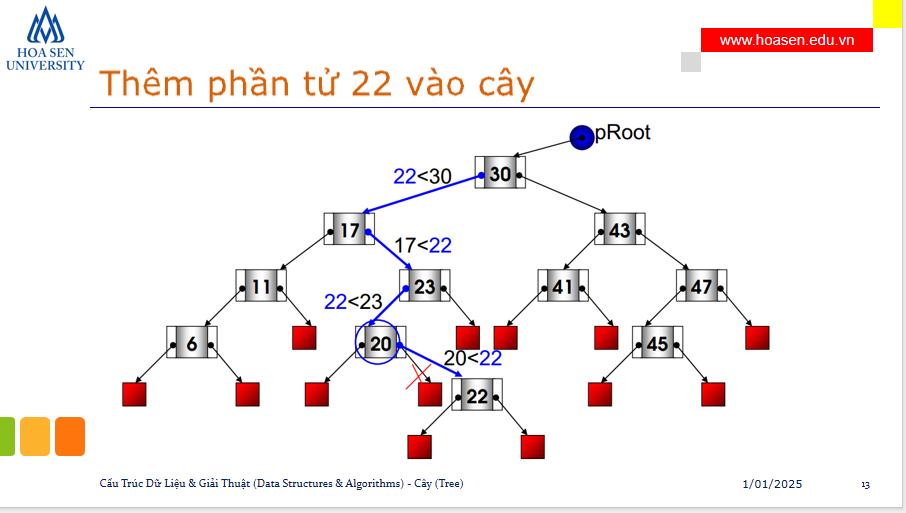 HOA SEN
UNIVERSITY
www.hoasen.edu.vn
Thêm phần tử 22 vào cây
pRoot
22<30
30
17
43
17<22
11
23
41
47
22<23
6
20
45
20<22
22
Cấu Trúc Dữ Liệu & Giải Thuật (Data Structures & Algorithms) - Cây (Tree)
1/01/2025
13